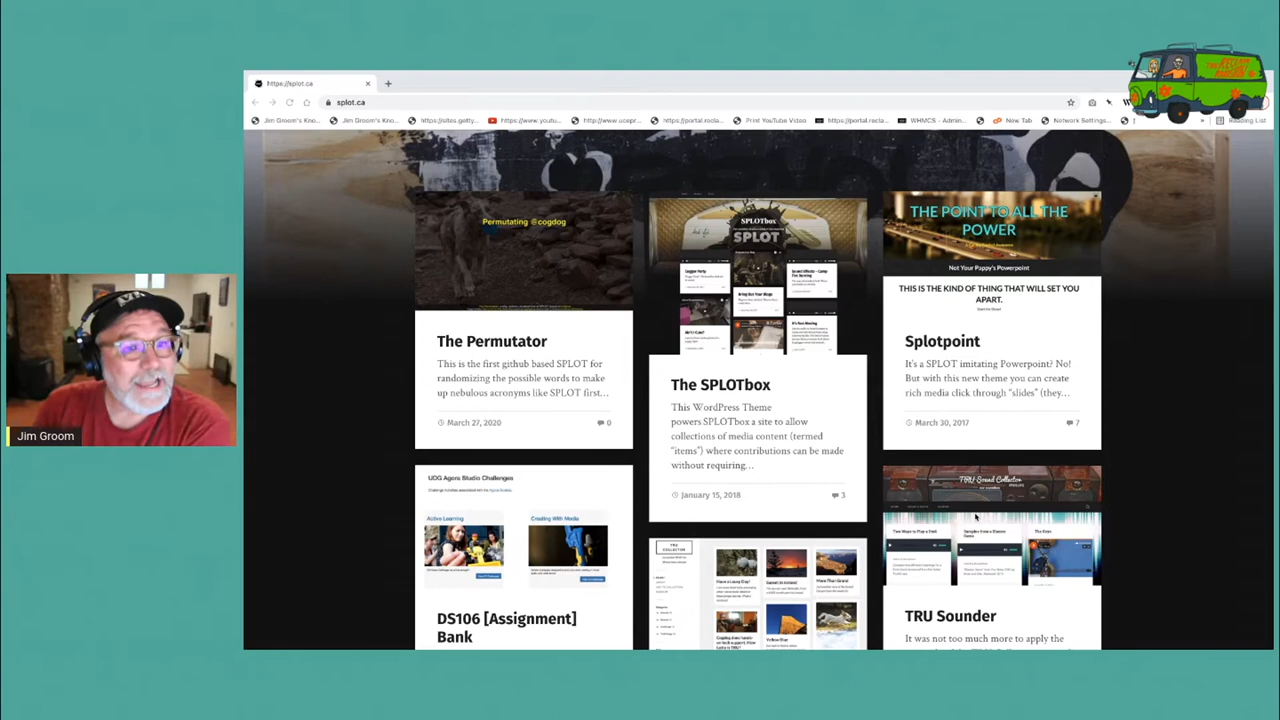 https://splot.ca
splot.ca
Jim Groom's Kno...
Jim Groom's Kno...
https://sites.getty...
https://www.youtu...
http://www.ucepr...
https://portal.recla...
Print YouTube Video
https://portal.recla...
WHMCS - Admin...
New Tab
Network Settings...
»
Reading List
Permutating @cogdog
SPLOTbox
SPLOT
THE POINT TO ALL THE
POWER
Not Your Pappy's Powerpoint
THIS IS THE KIND OF THING THAT WILL SET YOU
APART.
The Permutator
This is the first github based SPLOT for
randomizing the possible words to make
up nebulous acronyms like SPLOT first...
March 27, 2020
0
The SPLOTbox
This WordPress Theme
powers SPLOTbox a site to allow
collections of media content (termed
"items") where contributions can be made
without requiring...
January 15, 2018
3
Splotpoint
It's a SPLOT imitating Powerpoint? No!
But with this new theme you can create
rich media click through "slides" (they...
March 30, 2017
7
Jim Groom
UDG Agora Studio Challenges
Active Learning
Creating With Media
DS106 [Assignment]
Bank
TRU
COLLECTOR
TRU Sound Collector
TRU Sounder
It was not too much more to apply the